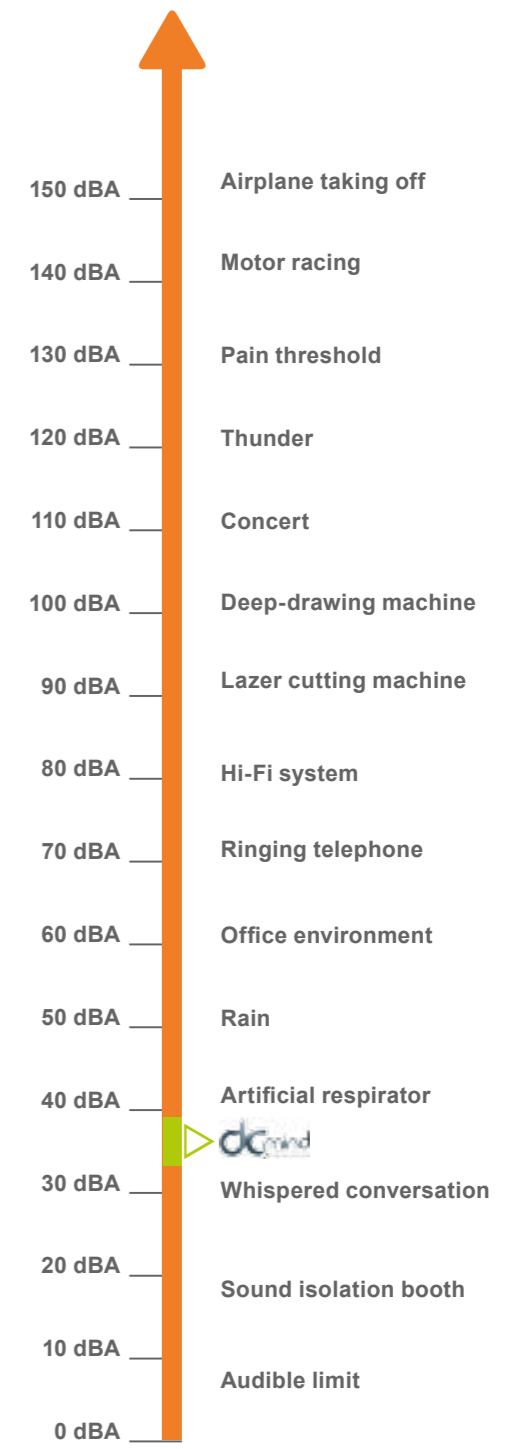 150 dBA Airplane taking off
140 dBA Motor racing
130 dBA Pain threshold
120 dBA Thunder
110 dBA Concert
100 dBA Deep-drawing machine
90 dBA Lazer cutting machine
80 dBA Hi-Fi system
70 dBA Ringing telephone
60 dBA Office environment
50 dBA Rain
40 dBA Artificial respirator
dcmind
30 dBA Whispered conversation
20 dBA Sound isolation booth
10 dBA Audible limit
0 dBA